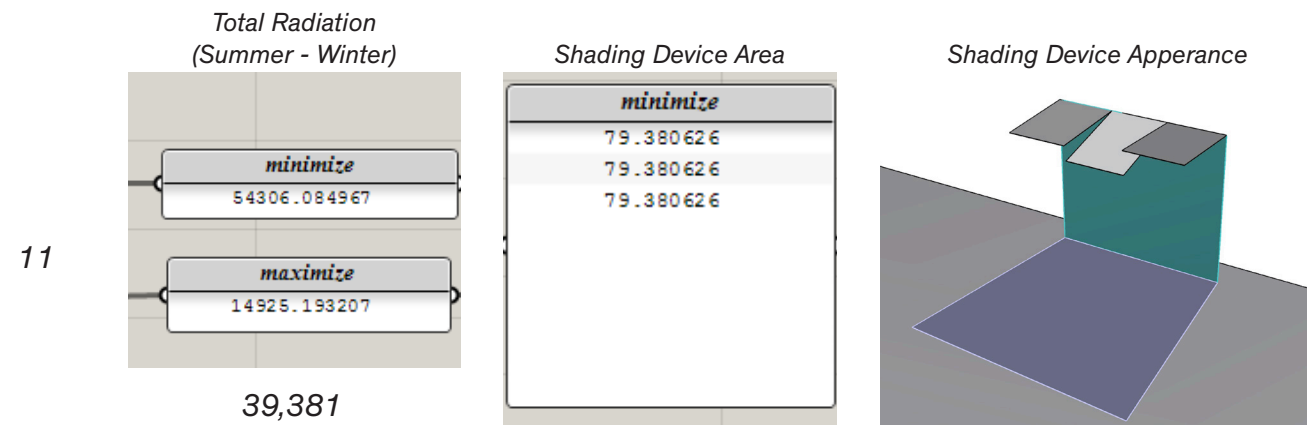 Total Radiation
(Summer - Winter)
Shading Device Area
Shading Device Apperance
minimize
54306.084967
maximize
14925.193207
minimize
79.380626
79.380626
79.380626
11
39,381